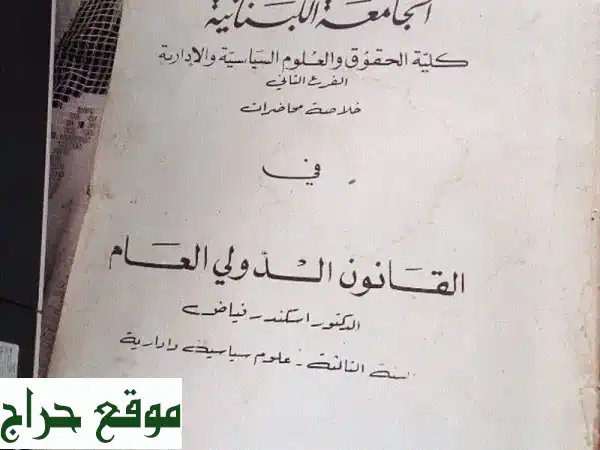 الجامعة اللبنانية
كلية الحقوق والعلوم السياسية والإدارية
الفرع الثاني
خلاصة محاضرات
في
القانون الدولي العام
الدكتور اسكندر فياض
السنة الثالثة - علوم سياسية وادارية
موقع حراج